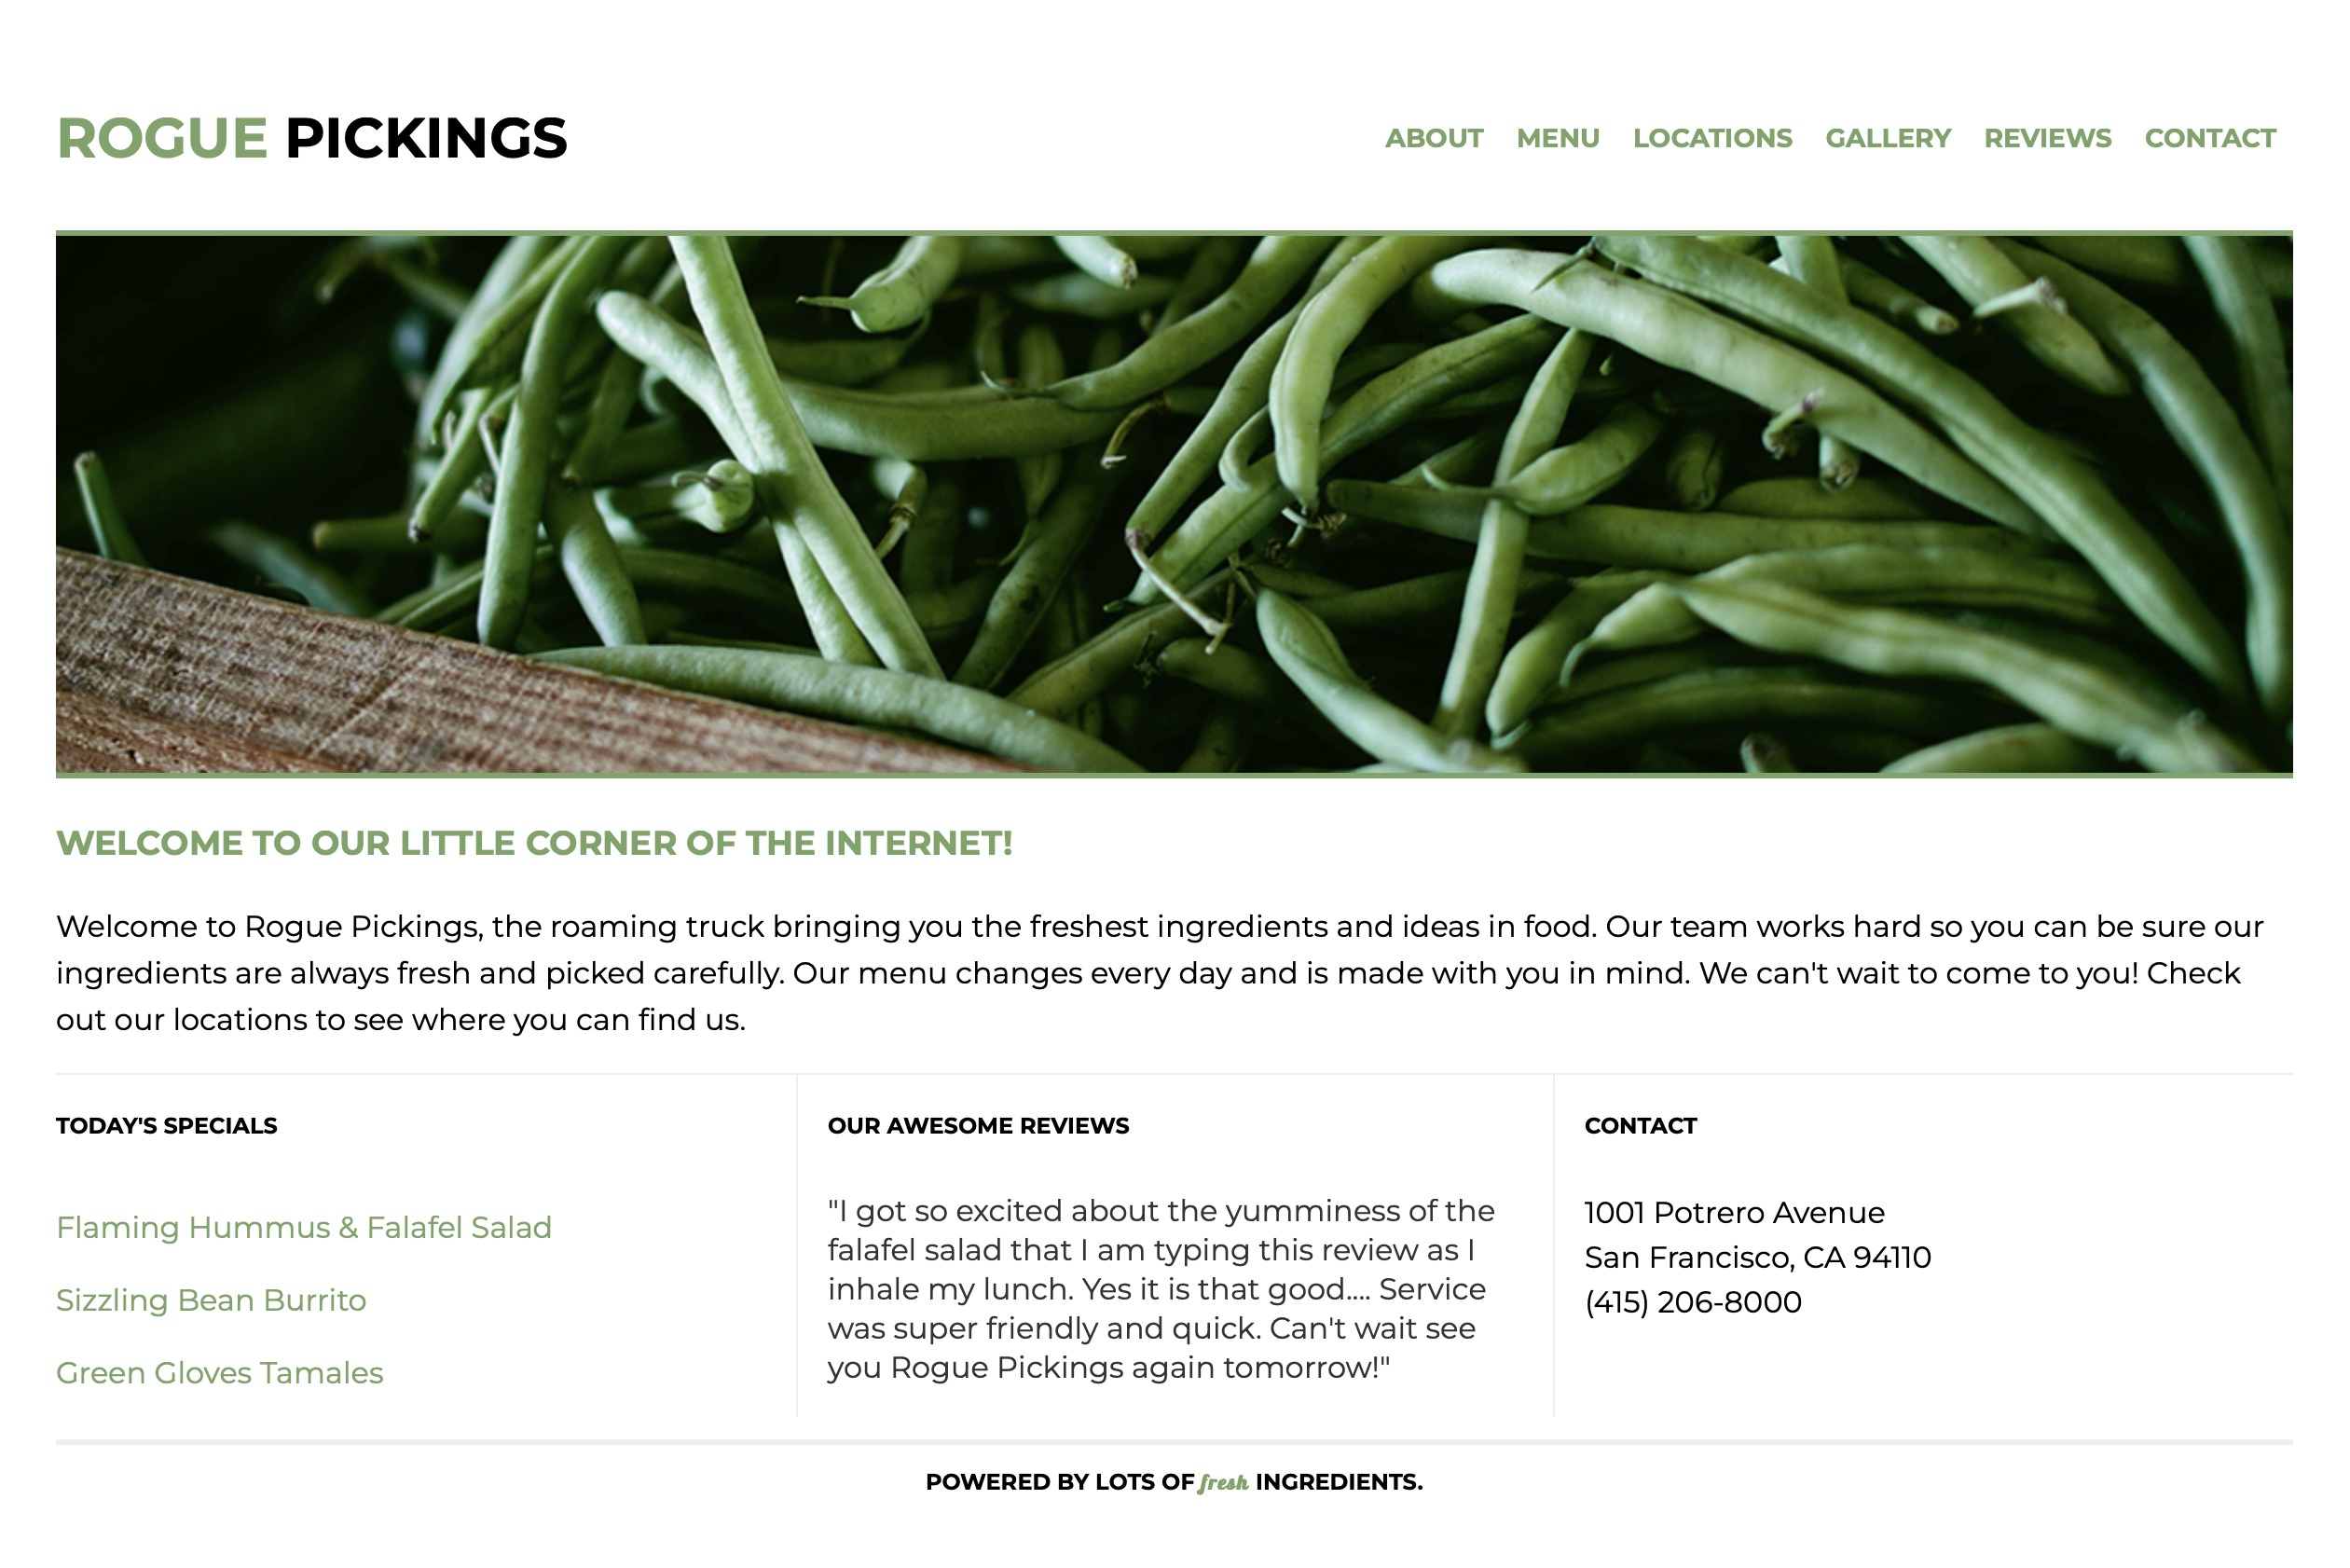 ROGUE PICKINGS
ABOUT MENU LOCATIONS GALLERY REVIEWS CONTACT
WELCOME TO OUR LITTLE CORNER OF THE INTERNET!
Welcome to Rogue Pickings, the roaming truck bringing you the freshest ingredients and ideas in food. Our team works hard so you can be sure our
ingredients are always fresh and picked carefully. Our menu changes every day and is made with you in mind. We can't wait to come to you! Check
out our locations to see where you can find us.
TODAY'S SPECIALS
Flaming Hummus & Falafel Salad
Sizzling Bean Burrito
Green Gloves Tamales
OUR AWESOME REVIEWS
"I got so excited about the yumminess of the
falafel salad that I am typing this review as I
inhale my lunch. Yes it is that good.... Service
was super friendly and quick. Can't wait see
you Rogue Pickings again tomorrow!"
CONTACT
1001 Potrero Avenue
San Francisco, CA 94110
(415) 206-8000
POWERED BY LOTS OF fresh INGREDIENTS.